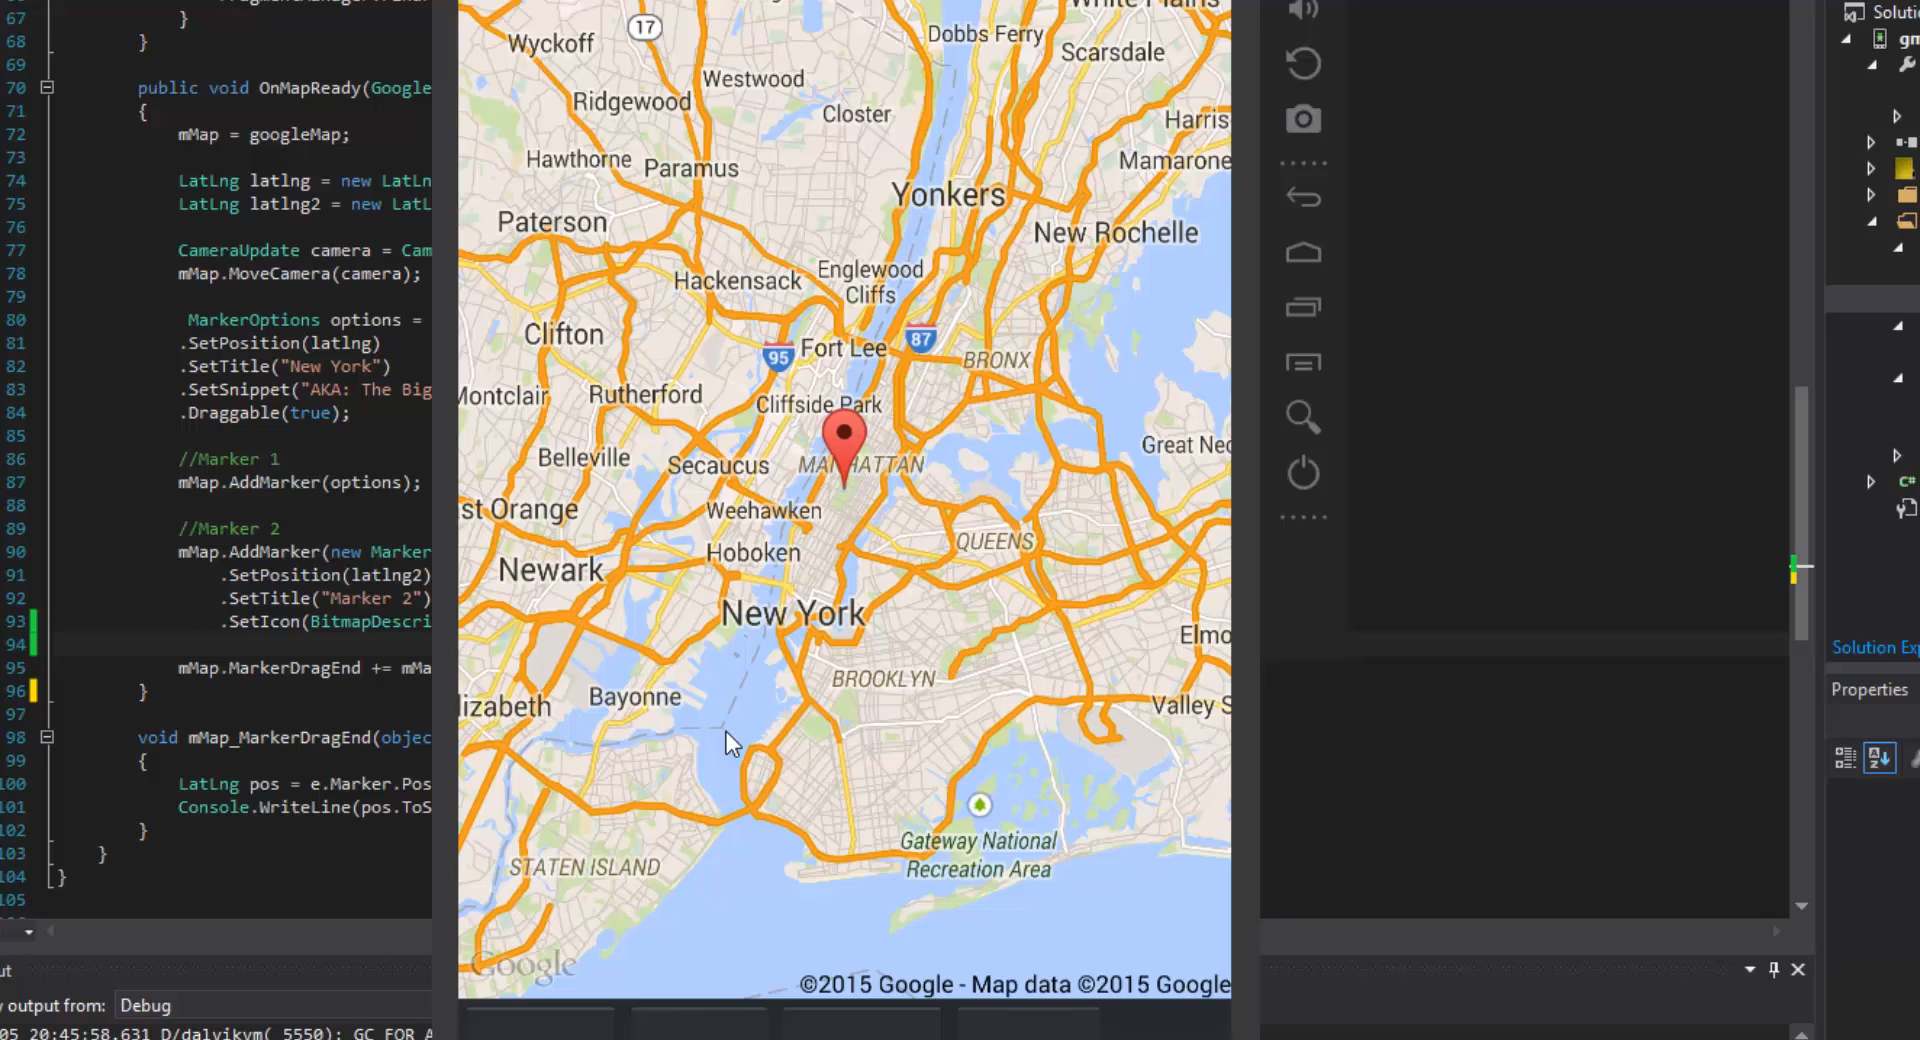 67 }
68 }
69
70 public void OnMapReady(Google
71 {
72 mMap = googleMap;
73
74 LatLng latlng = new LatLn
75 LatLng latlng2 = new LatL
76
77 CameraUpdate camera = Cam
78 mMap.MoveCamera(camera);
79
80 MarkerOptions options =
81 .SetPosition(latlng)
82 .SetTitle("New York")
83 .SetSnippet("AKA: The Big
84 .Draggable(true);
85
86 //Marker 1
87 mMap.AddMarker(options);
88
89 //Marker 2
90 mMap.AddMarker(new Marker
91 .SetPosition(latlng2)
92 .SetTitle("Marker 2")
93 .SetIcon(BitmapDescri
94
95 mMap.MarkerDragEnd += mMa
96 }
97
98 void mMap_MarkerDragEnd(objec
99 {
100 LatLng pos = e.Marker.Pos
101 Console.WriteLine(pos.ToS
102 }
103 }
104 }
105
ut
output from: Debug
05 20:45:58.631 D/dalvikvm( 5550): GC_FOR_A
17
Wyckoff
Dobbs Ferry
White Plains
Scarsdale
Westwood
Ridgewood
Closter
Harris
Hawthorne
Paramus
Mamarone
Yonkers
Paterson
New Rochelle
Hackensack
Englewood
Cliffs
Clifton
95
Fort Lee
87
BRONX
Montclair
Rutherford
Cliffside Park
Great Nec
Belleville
Secaucus
MANHATTAN
st Orange
Weehawken
Hoboken
QUEENS
Newark
New York
Elmo
BROOKLYN
Bayonne
lizabeth
Valley S
Gateway National
Recreation Area
STATEN ISLAND
Google
©2015 Google - Map data ©2015 Google
Soluti
gm
C#
Solution Exp
Properties
A
Z